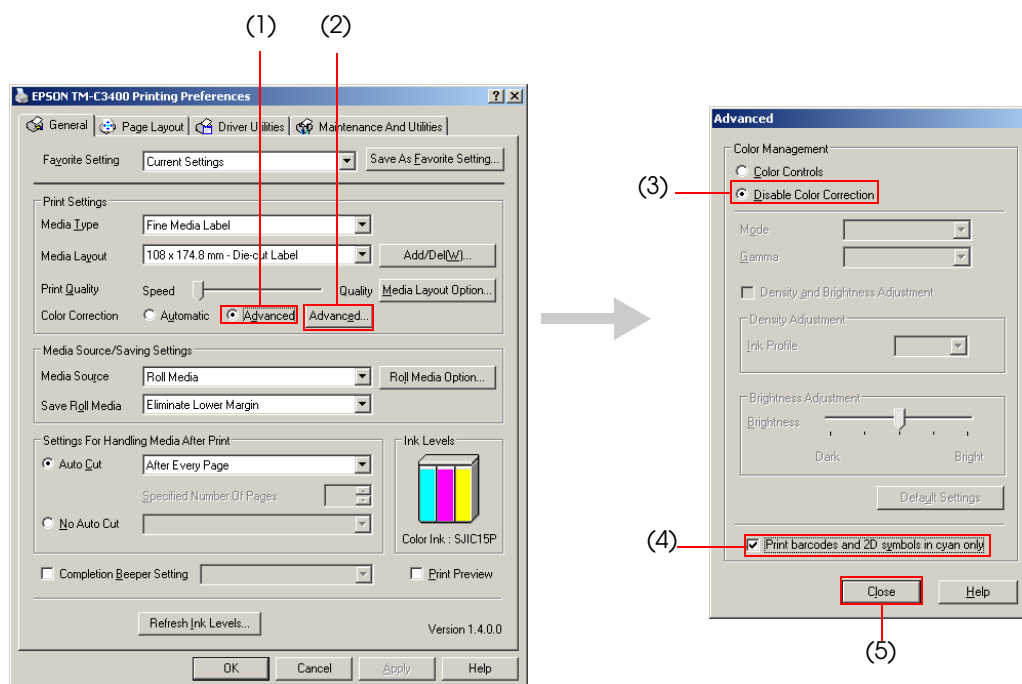 (1) (2)
EPSON TM-C3400 Printing Preferences
General Page Layout Driver Utilities Maintenance And Utilities
Favorite Setting Current Settings Save As Favorite Setting...
Print Settings
Media Type Fine Media Label
Media Layout 108 x 174.8 mm - Die-cut Label Add/Del(W)...
Print Quality Speed Quality Media Layout Option...
Color Correction Automatic Advanced Advanced...
Media Source/Saving Settings
Media Source Roll Media Roll Media Option...
Save Roll Media Eliminate Lower Margin
Settings For Handling Media After Print
Auto Cut After Every Page
Specified Number Of Pages
No Auto Cut
Ink Levels
Color Ink : SJIC15P
Completion Beeper Setting Print Preview
Refresh Ink Levels... Version 1.4.0.0
OK Cancel Apply Help
Advanced
Color Management
Color Controls
(3) Disable Color Correction
Mode
Gamma
Density and Brightness Adjustment
Density Adjustment
Ink Profile
Brightness Adjustment
Brightness
Dark Bright
Default Settings
(4) Print barcodes and 2D symbols in cyan only
Close Help
(5)